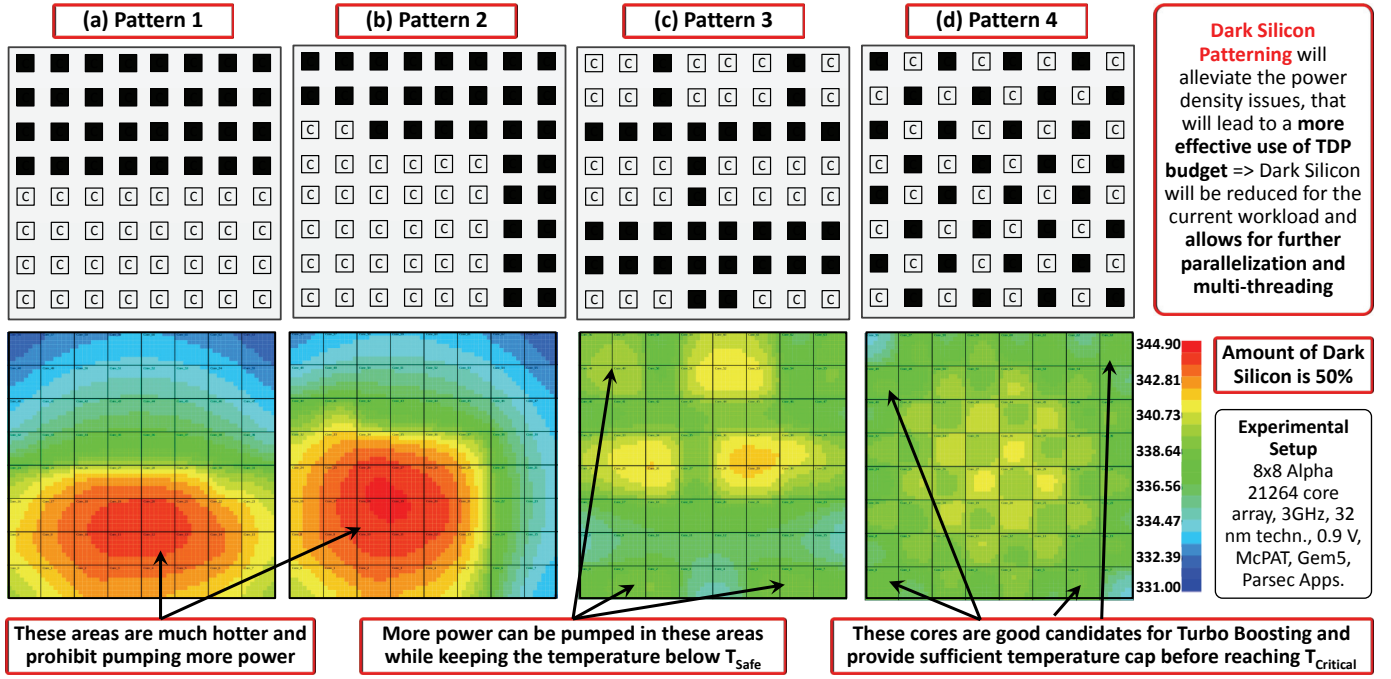 (a) Pattern 1
(b) Pattern 2
(c) Pattern 3
(d) Pattern 4
C C C C C C C C
C C C C C C C C
C C C C C C C C
C C C C C C C C
C C
C C C C C C
C C C C C C
C C C C C C
C C C C C C
C C C C C C
C C C C C C
C C C C C C
C C C C C C C
C C C C C C C
C C C C C C
C C C C
C C C C
C C C C
C C C C
C C C C
C C C C
C C C C
C C C C
Dark Silicon
Patterning will
alleviate the power
density issues, that
will lead to a more
effective use of TDP
budget => Dark Silicon
will be reduced for the
current workload and
allows for further
parallelization and
multi-threading
344.90
342.81
340.73
338.64
336.56
334.47
332.39
331.00
Amount of Dark
Silicon is 50%
Experimental
Setup
8x8 Alpha
21264 core
array, 3GHz, 32
nm techn., 0.9 V,
McPAT, Gem5,
Parsec Apps.
These areas are much hotter and
prohibit pumping more power
More power can be pumped in these areas
while keeping the temperature below TSafe
These cores are good candidates for Turbo Boosting and
provide sufficient temperature cap before reaching TCritical